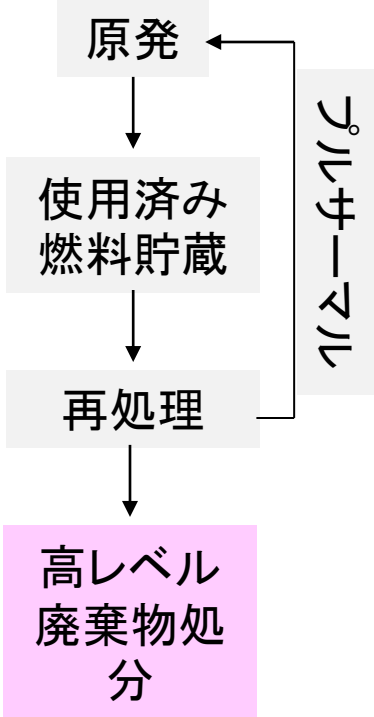 原発
使用済み
燃料貯蔵
再処理
高レベル
廃棄物処
分
プルサーマル